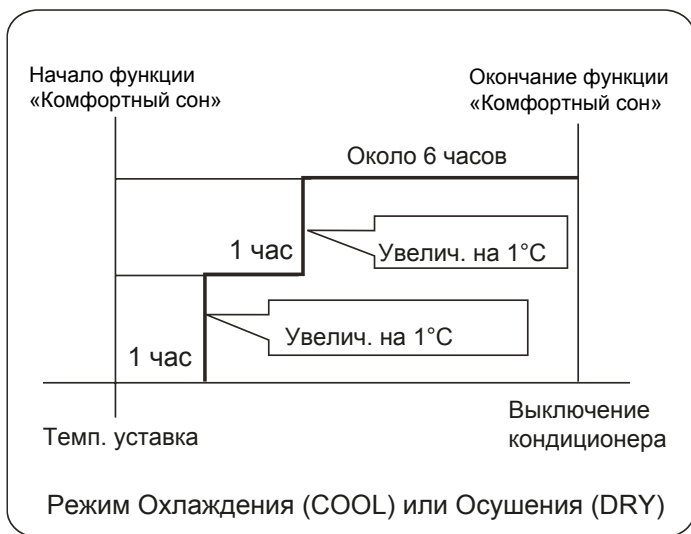 Начало функции
«Комфортный сон»
Окончание функции
«Комфортный сон»
Около 6 часов
1 час
Увелич. на 1°C
1 час
Увелич. на 1°C
Темп. уставка
Выключение
кондиционера
Режим Охлаждения (COOL) или Осушения (DRY)